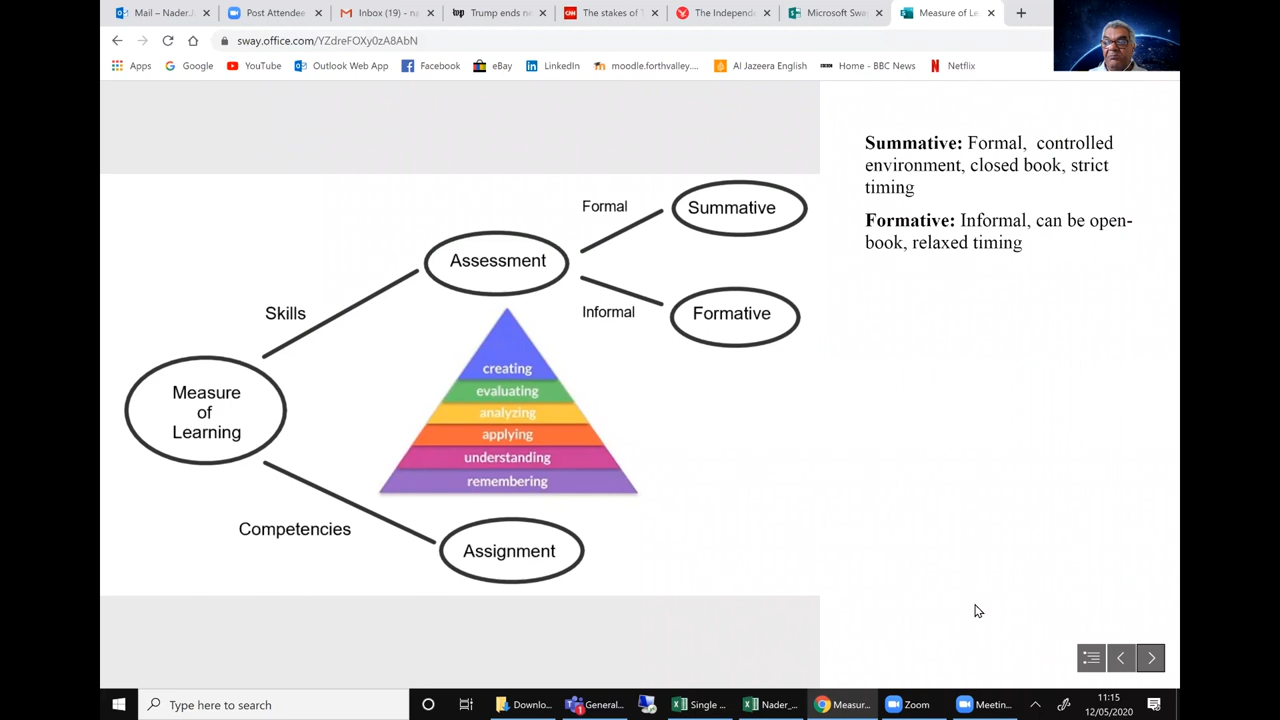 Mail – Nader.
Post Attendee
Inbox (19) - n
Trump ends n
The stakes of T
The Independe
Microsoft Sway
Measure of Le
sway.office.com/YZdreFOXy0zA8AbN
Apps
Google
YouTube
Outlook Web App
Facebook
eBay
LinkedIn
moodle.forthvalley....
Al Jazeera English
Home - BBC News
Netflix
Summative: Formal, controlled
environment, closed book, strict
timing
Formative: Informal, can be open-
book, relaxed timing
Formal
Summative
Assessment
Skills
Informal
Formative
Measure
of
Learning
creating
evaluating
analyzing
applying
understanding
remembering
Competencies
Assignment
Type here to search
Downlo...
General...
Single ...
Nader_...
Measur...
Zoom
Meetin...
11:15
12/05/2020